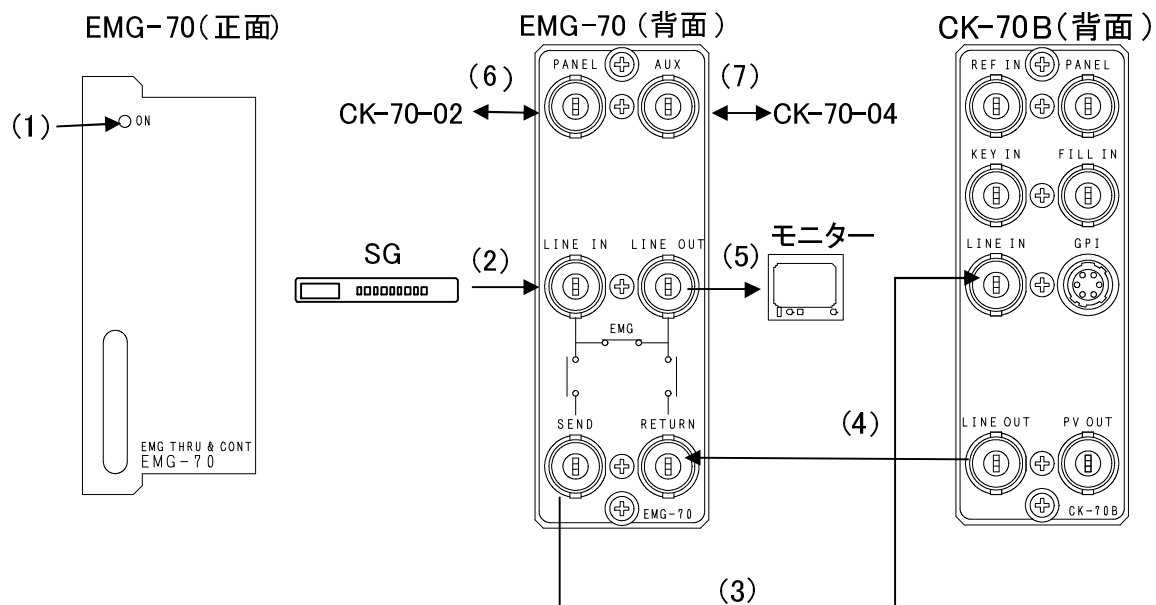 EMG-70(正面)
EMG-70 (背面)
CK-70B(背面)
(1)
ON
EMG THRU & CONT
EMG-70
(6)
CK-70-02
PANEL
AUX
(7)
CK-70-04
SG
(2)
LINE IN
LINE OUT
(5)
モニター
EMG
SEND
RETURN
EMG-70
(4)
(3)
REF IN
PANEL
KEY IN
FILL IN
LINE IN
GPI
LINE OUT
PV OUT
CK-70B